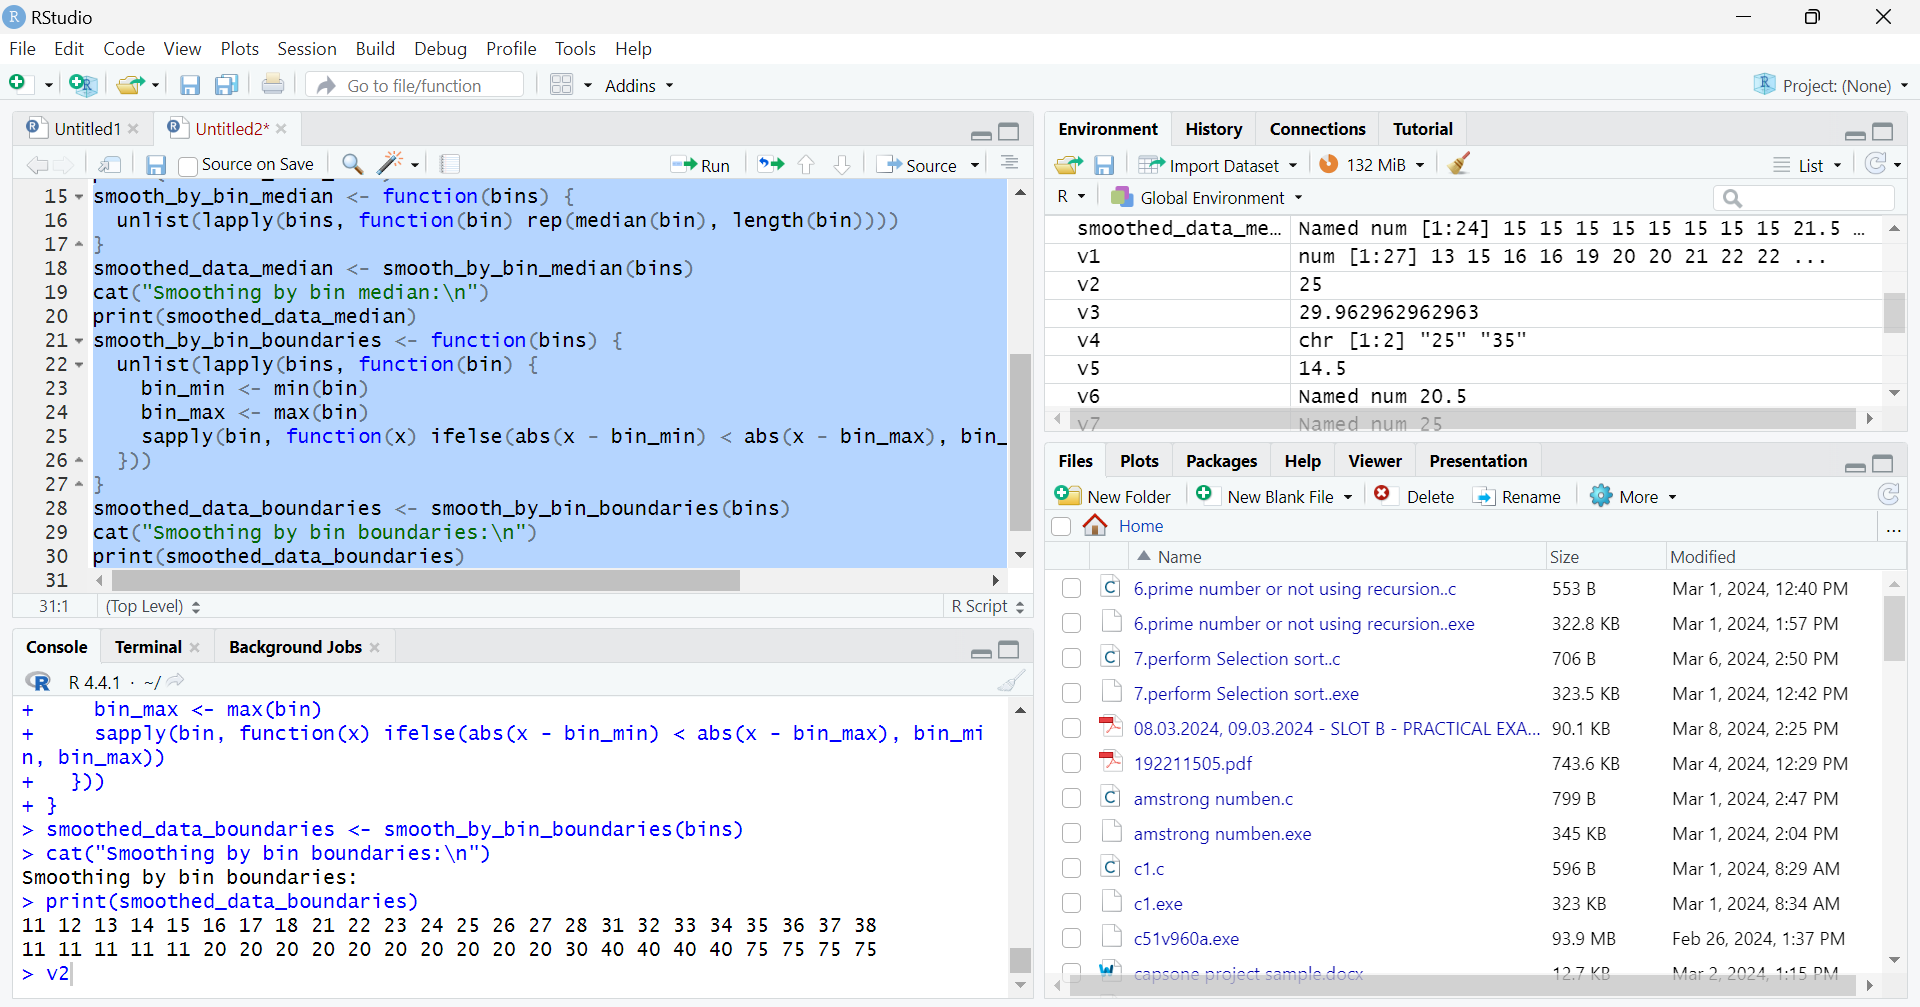 RStudio
File Edit Code View Plots Session Build Debug Profile Tools Help
Go to file/function Addins Project: (None)
Untitled1 Untitled2*
Source on Save Run Source
15 smooth_by_bin_median <- function(bins) {
16 unlist(lapply(bins, function(bin) rep(median(bin), length(bin))))
17 }
18 smoothed_data_median <- smooth_by_bin_median(bins)
19 cat("Smoothing by bin median:\n")
20 print(smoothed_data_median)
21 smooth_by_bin_boundaries <- function(bins) {
22 unlist(lapply(bins, function(bin) {
23 bin_min <- min(bin)
24 bin_max <- max(bin)
25 sapply(bin, function(x) ifelse(abs(x - bin_min) < abs(x - bin_max), bin_
26 }))
27 }
28 smoothed_data_boundaries <- smooth_by_bin_boundaries(bins)
29 cat("Smoothing by bin boundaries:\n")
30 print(smoothed_data_boundaries)
31
31:1 (Top Level) R Script
Console Terminal Background Jobs
R 4.4.1 · ~/
+ bin_max <- max(bin)
+ sapply(bin, function(x) ifelse(abs(x - bin_min) < abs(x - bin_max), bin_mi
n, bin_max))
+ }))
+ }
> smoothed_data_boundaries <- smooth_by_bin_boundaries(bins)
> cat("Smoothing by bin boundaries:\n")
Smoothing by bin boundaries:
> print(smoothed_data_boundaries)
11 12 13 14 15 16 17 18 21 22 23 24 25 26 27 28 31 32 33 34 35 36 37 38
11 11 11 11 11 20 20 20 20 20 20 20 20 20 20 30 40 40 40 40 75 75 75 75
> v2
Environment History Connections Tutorial
Import Dataset 132 MiB List
R Global Environment
smoothed_data_me... Named num [1:24] 15 15 15 15 15 15 15 15 21.5 ...
v1 num [1:27] 13 15 16 16 19 20 20 21 22 22 ...
v2 25
v3 29.962962962963
v4 chr [1:2] "25" "35"
v5 14.5
v6 Named num 20.5
v7 Named num 25
Files Plots Packages Help Viewer Presentation
New Folder New Blank File Delete Rename More
Home ...
Name Size Modified
6.prime number or not using recursion..c 553 B Mar 1, 2024, 12:40 PM
6.prime number or not using recursion..exe 322.8 KB Mar 1, 2024, 1:57 PM
7.perform Selection sort..c 706 B Mar 6, 2024, 2:50 PM
7.perform Selection sort..exe 323.5 KB Mar 1, 2024, 12:42 PM
08.03.2024, 09.03.2024 - SLOT B - PRACTICAL EXA... 90.1 KB Mar 8, 2024, 2:25 PM
192211505.pdf 743.6 KB Mar 4, 2024, 12:29 PM
amstrong numben.c 799 B Mar 1, 2024, 2:47 PM
amstrong numben.exe 345 KB Mar 1, 2024, 2:04 PM
c1.c 596 B Mar 1, 2024, 8:29 AM
c1.exe 323 KB Mar 1, 2024, 8:34 AM
c51v960a.exe 93.9 MB Feb 26, 2024, 1:37 PM
capsone project sample.docx 12.7 KB Mar 2, 2024, 1:15 PM